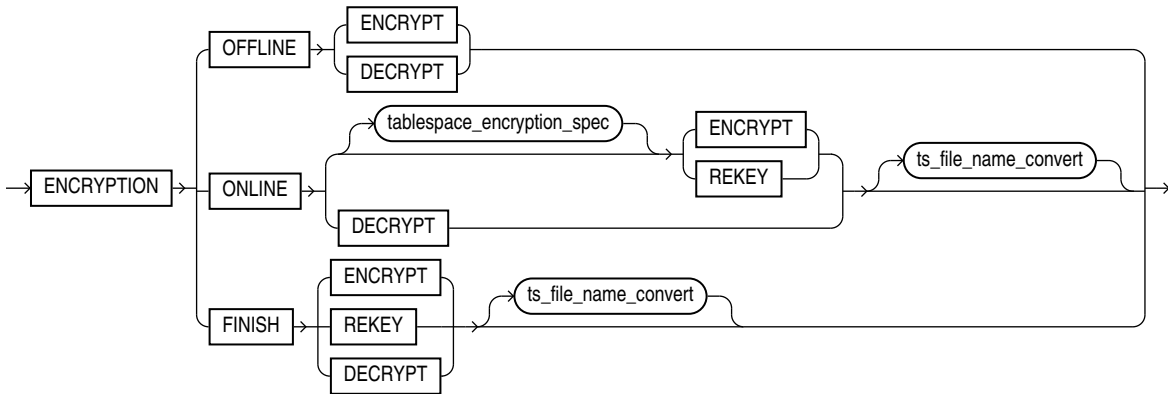 ENCRYPT
OFFLINE
DECRYPT
tablespace_encryption_spec
ENCRYPT
ts_file_name_convert
REKEY
ENCRYPTION
ONLINE
DECRYPT
ENCRYPT
ts_file_name_convert
FINISH
REKEY
DECRYPT